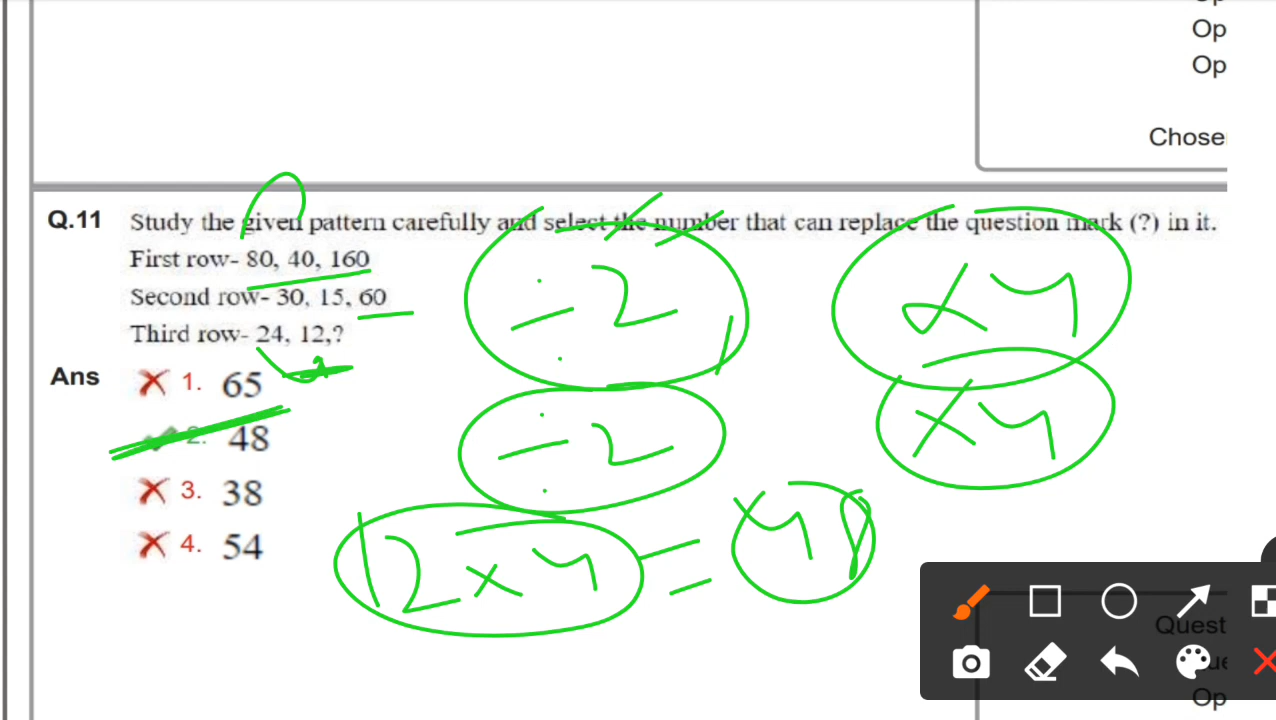 Op
Op
Op
Chose
Q.11 Study the given pattern carefully and select the number that can replace the question mark (?) in it.
First row- 80, 40, 160
Second row- 30, 15, 60
Third row- 24, 12,?
Ans
1. 65
2. 48
3. 38
4. 54
÷ 2
×4
÷ 2
×4
12 × 4 = 48
Quest
ue
Op